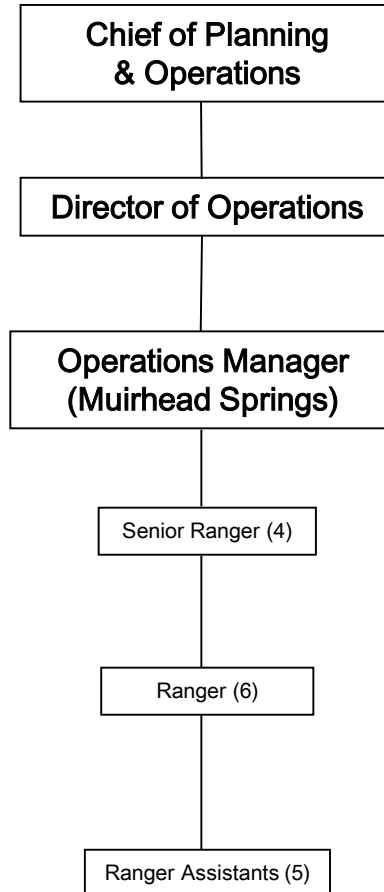 Chief of Planning
& Operations
Director of Operations
Operations Manager
(Muirhead Springs)
Senior Ranger (4)
Ranger (6)
Ranger Assistants (5)